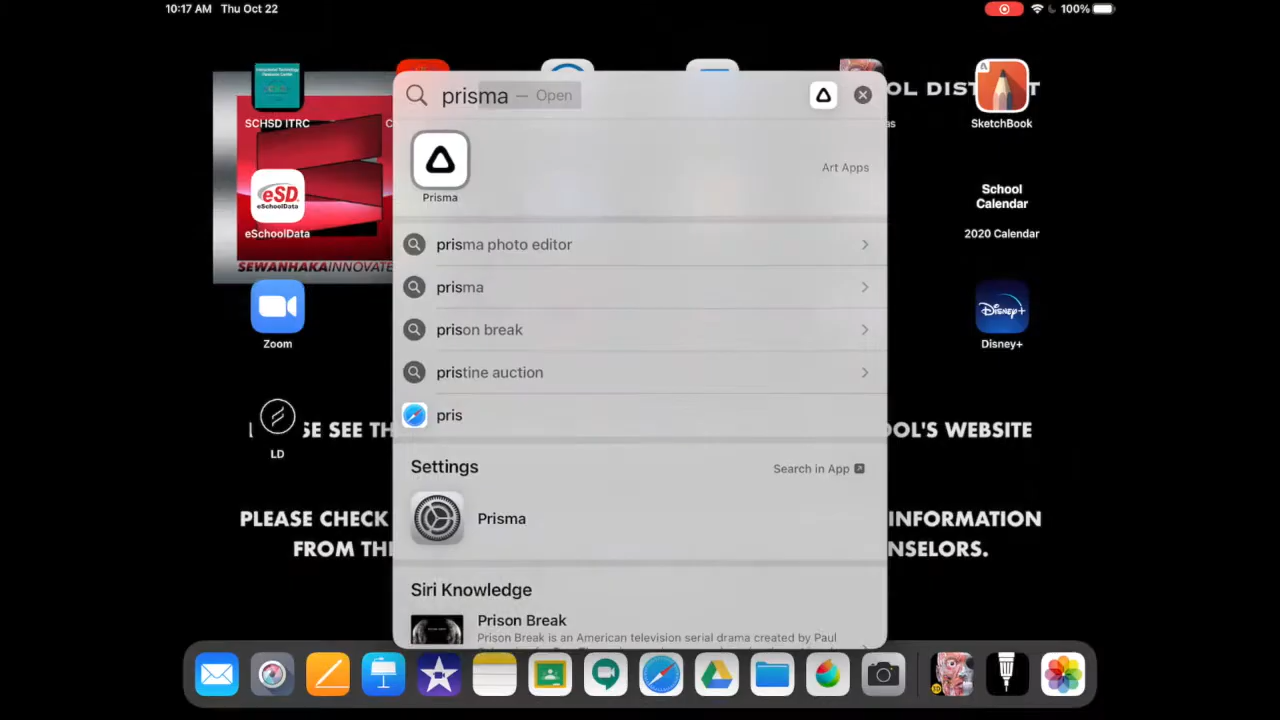 10:17 AM Thu Oct 22
100%
prisma — Open
OL DIST
SCHSD ITRC
SketchBook
Prisma
Art Apps
eSD.
eSchoolData
eSchoolData
School
Calendar
2020 Calendar
SEWANHAKAINNOVATE
prisma photo editor
prisma
prison break
pristine auction
pris
Zoom
Disney+
Disney+
LD
SE SEE TH
OOL'S WEBSITE
Settings
Search in App
Prisma
PLEASE CHECK
INFORMATION
FROM THE
NSELORS.
Siri Knowledge
Prison Break
Prison Break is an American television serial drama created by Paul